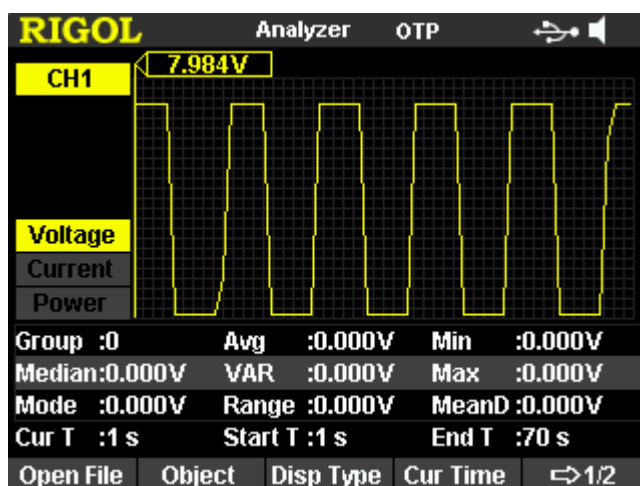 RIGOL Analyzer OTP
CH1 7.984V
Voltage
Current
Power
Group :0 Avg :0.000V Min :0.000V
Median:0.000V VAR :0.000V Max :0.000V
Mode :0.000V Range :0.000V MeanD :0.000V
Cur T :1 s Start T :1 s End T :70 s
Open File Object Disp Type Cur Time ⇨1/2